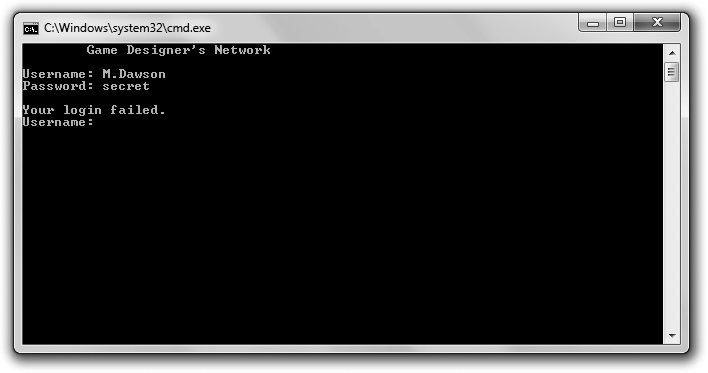 C:\Windows\system32\cmd.exe
Game Designer's Network
Username: M.Dawson
Password: secret
Your login failed.
Username: